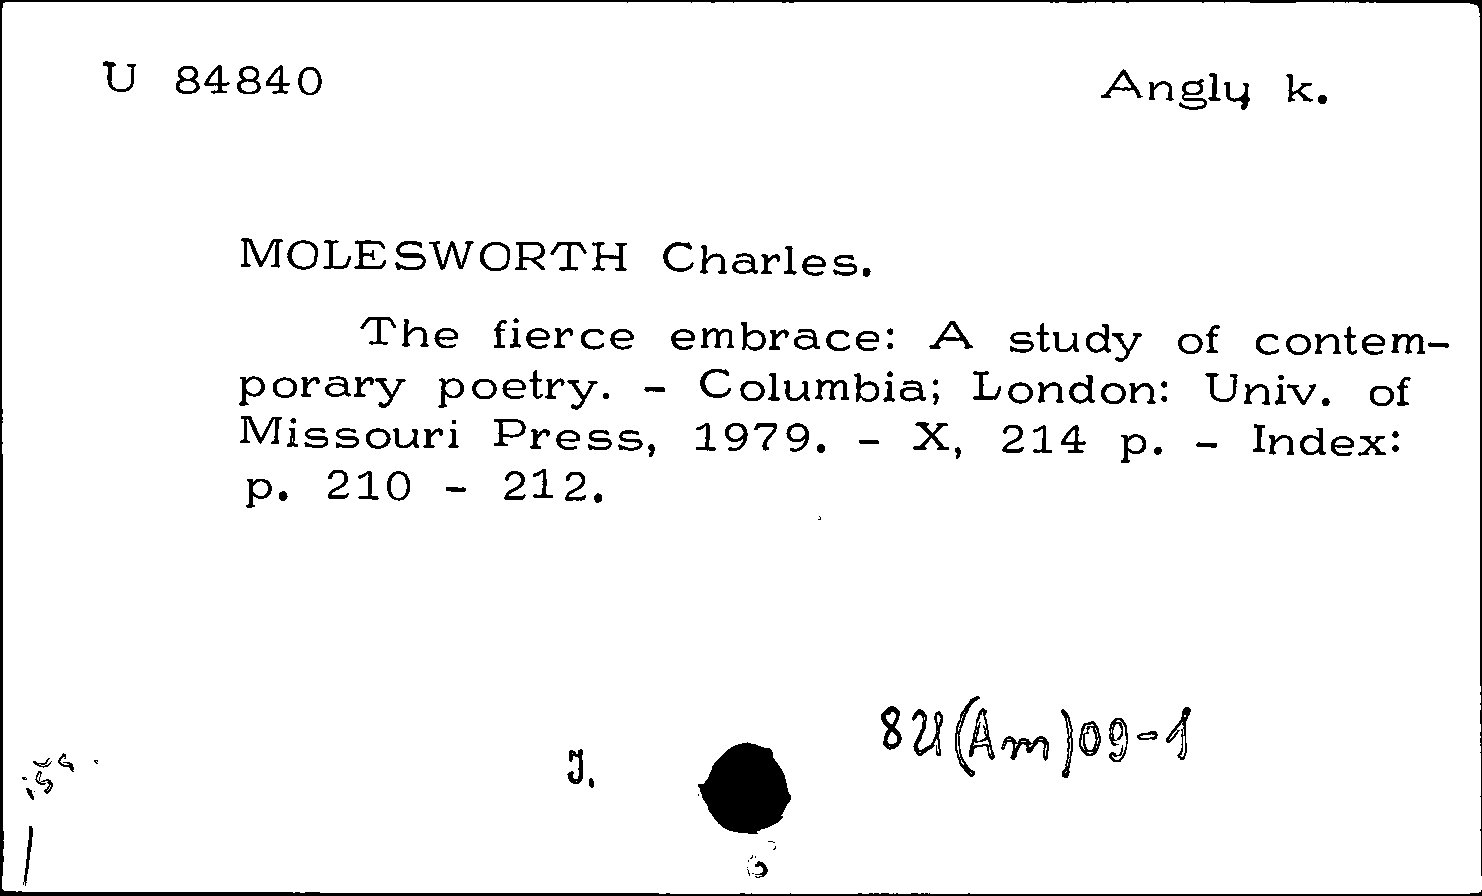 U 84840 Anglų k.
MOLESWORTH Charles.
The fierce embrace: A study of contem-
porary poetry. - Columbia; London: Univ. of
Missouri Press, 1979. - X, 214 p. - Index:
p. 210 - 212.
821(Am)09-1
J.